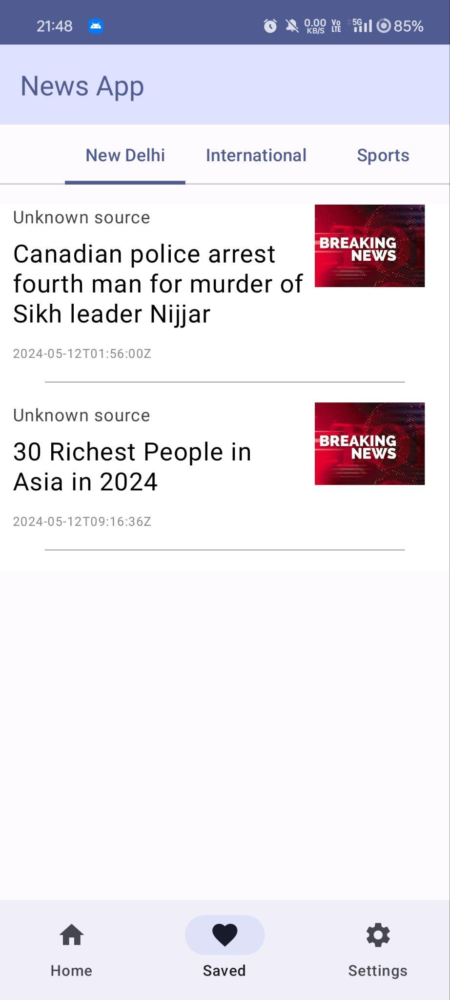 21:48 0.00 KB/S Vo LTE 5G 85%
News App
New Delhi International Sports
Unknown source
Canadian police arrest
fourth man for murder of
Sikh leader Nijjar
BREAKING
NEWS
2024-05-12T01:56:00Z
Unknown source
30 Richest People in
Asia in 2024
BREAKING
NEWS
2024-05-12T09:16:36Z
Home Saved Settings